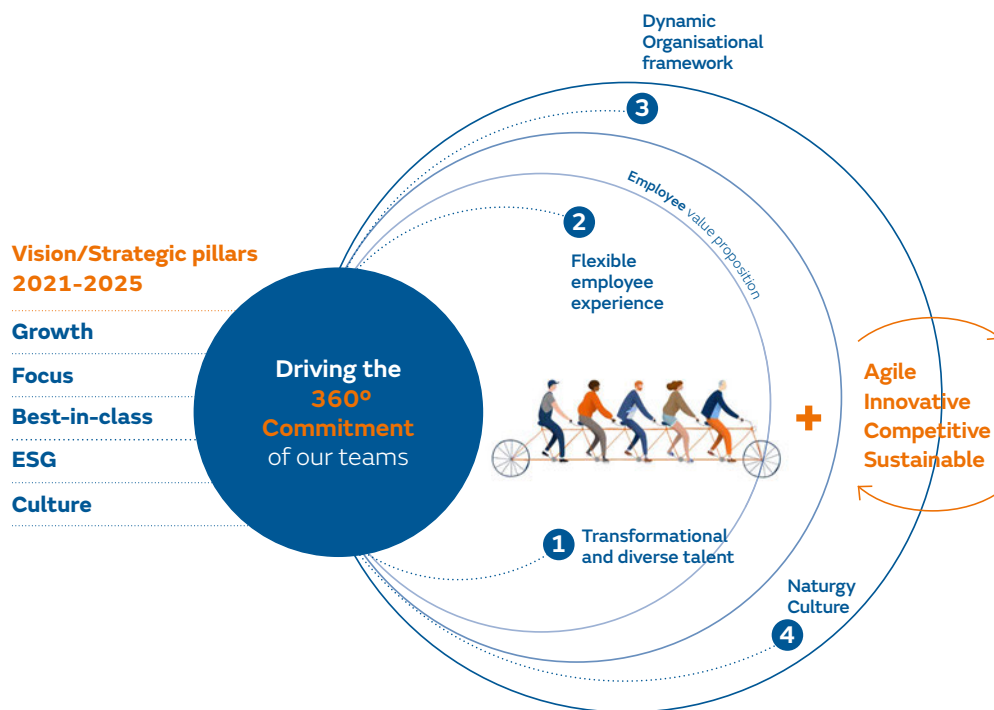 Vision/Strategic pillars
2021-2025
Growth
Focus
Best-in-class
ESG
Culture
Driving the
360º
Commitment
of our teams
Dynamic
Organisational
framework
3
Employee value proposition
2
Flexible
employee
experience
+
Agile
Innovative
Competitive
Sustainable
1
Transformational
and diverse talent
Naturgy
Culture
4